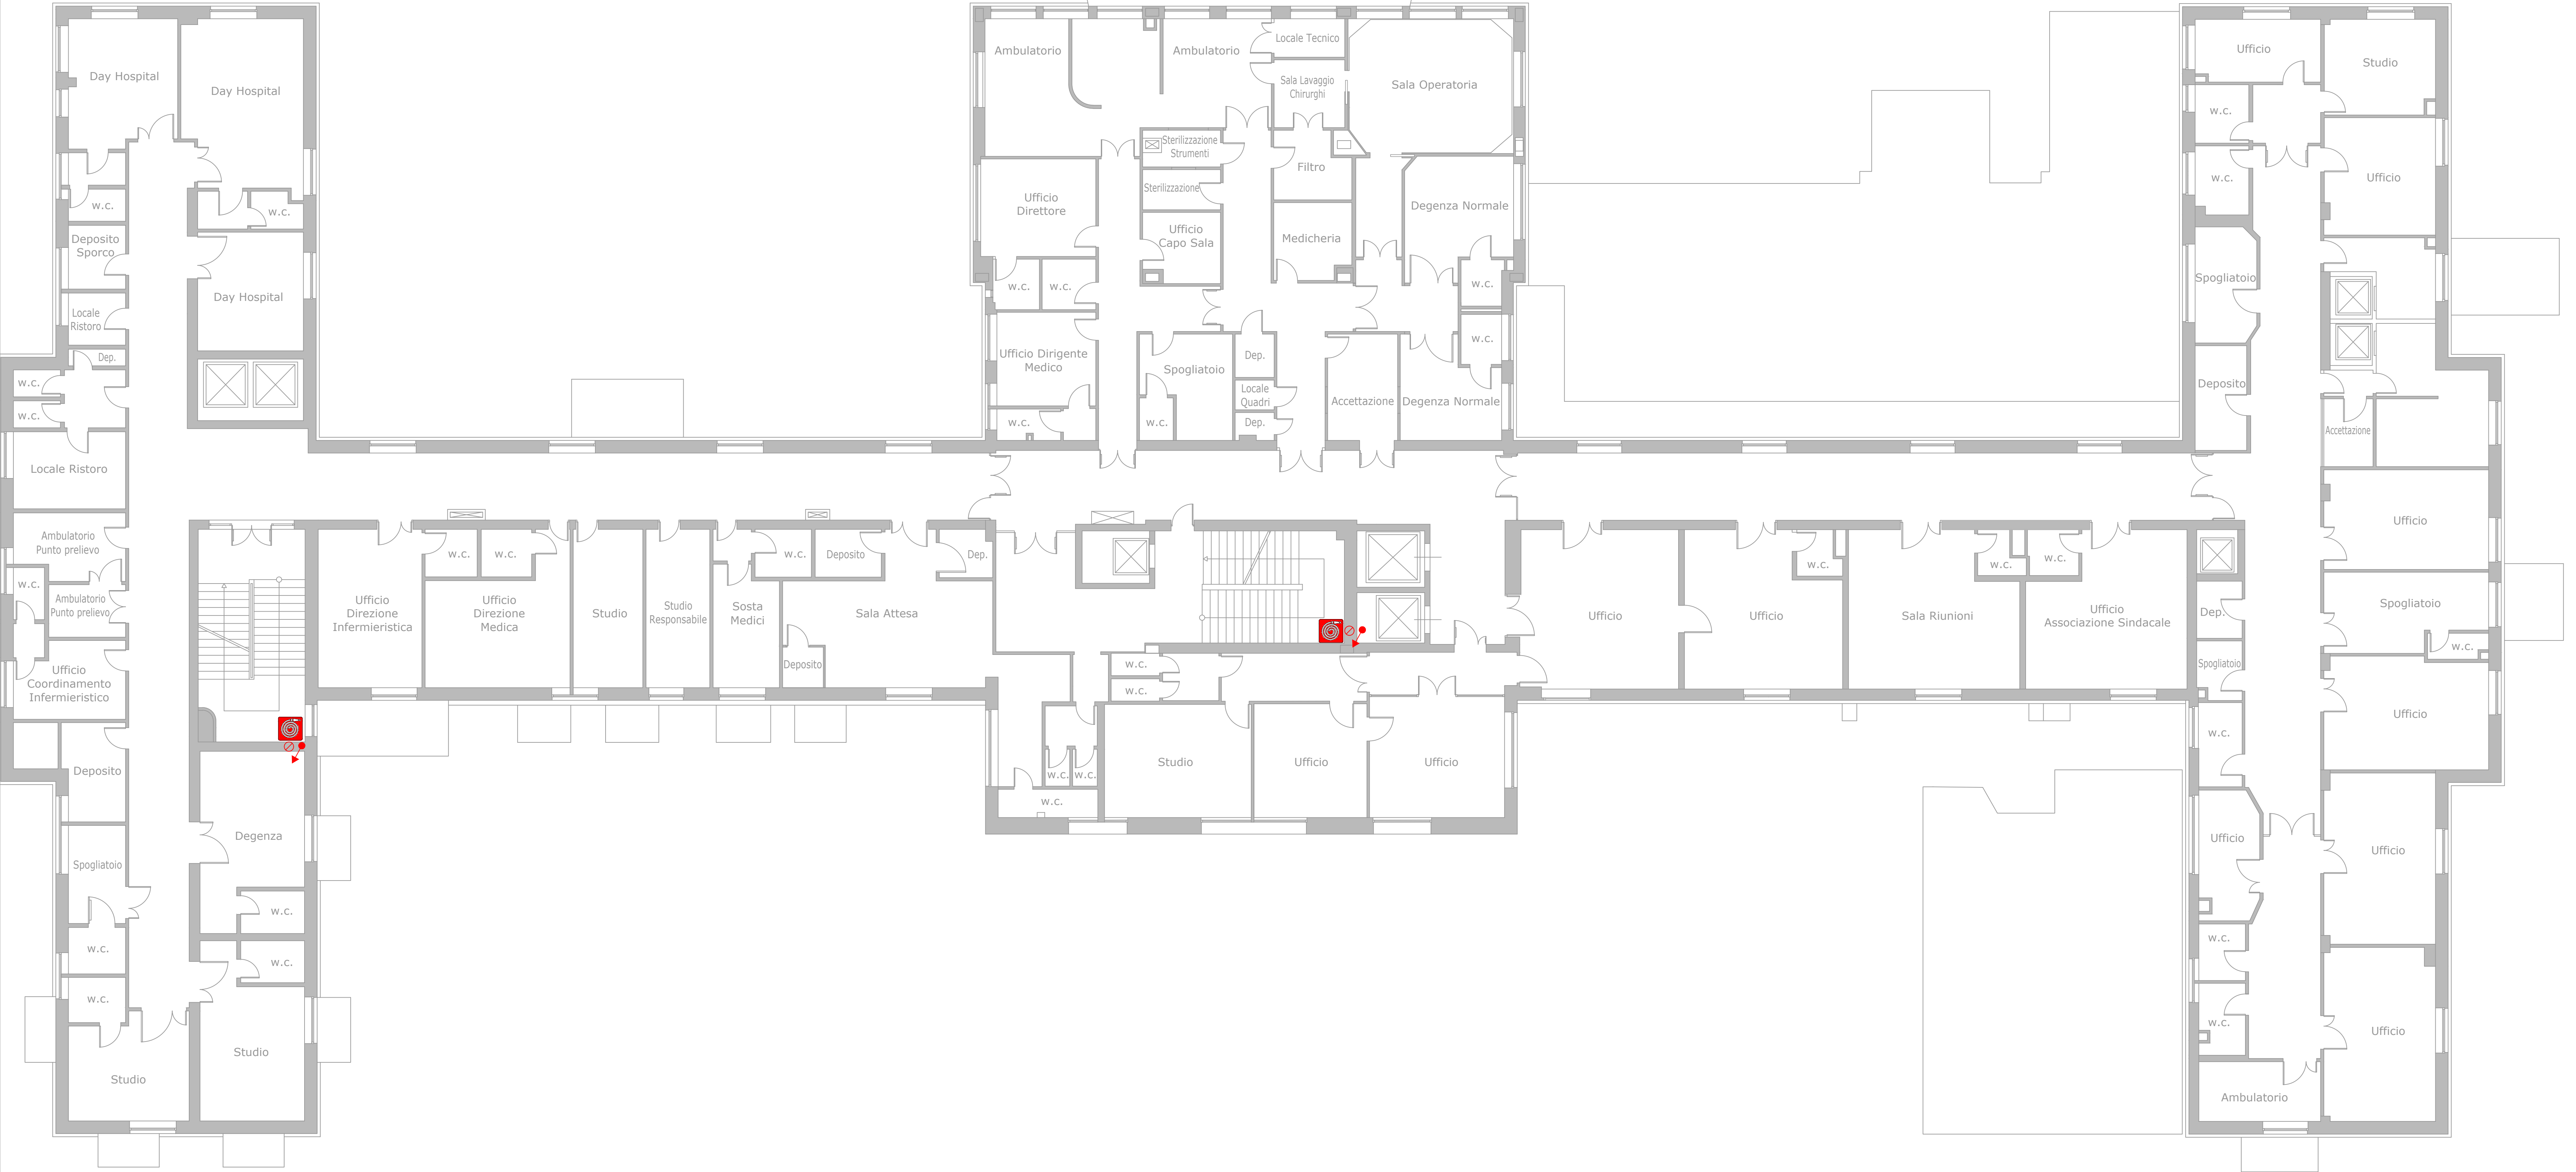 Day Hospital
Day Hospital
w.c.
w.c.
Deposito
Sporco
Day Hospital
Locale
Ristoro
Dep.
w.c.
w.c.
Locale Ristoro
Ambulatorio
Punto prelievo
w.c.
Ambulatorio
Punto prelievo
Ufficio
Coordinamento
Infermieristico
Deposito
Degenza
Spogliatoio
w.c.
w.c.
w.c.
w.c.
Studio
Studio
Ufficio
Direzione
Infermieristica
w.c.
w.c.
Ufficio
Direzione
Medica
Studio
Studio
Responsabile
Sosta
Medici
w.c.
Deposito
Dep.
Sala Attesa
Deposito
Ambulatorio
Ambulatorio
Locale Tecnico
Sala Lavaggio
Chirurghi
Sala Operatoria
Sterilizzazione
Strumenti
Filtro
Sterilizzazione
Ufficio
Direttore
Degenza Normale
Ufficio
Capo Sala
Medicheria
w.c.
w.c.
w.c.
Ufficio Dirigente
Medico
Spogliatoio
Dep.
w.c.
Locale
Quadri
Accettazione
Degenza Normale
w.c.
w.c.
Dep.
w.c.
w.c.
w.c.
w.c.
w.c.
Studio
Ufficio
Ufficio
Ufficio
Ufficio
w.c.
Sala Riunioni
w.c.
w.c.
Ufficio
Associazione Sindacale
Ufficio
Studio
w.c.
w.c.
Ufficio
Spogliatoio
Deposito
Accettazione
Ufficio
Dep.
Spogliatoio
w.c.
Spogliatoio
w.c.
Ufficio
Ufficio
Ufficio
w.c.
w.c.
Ufficio
Ambulatorio